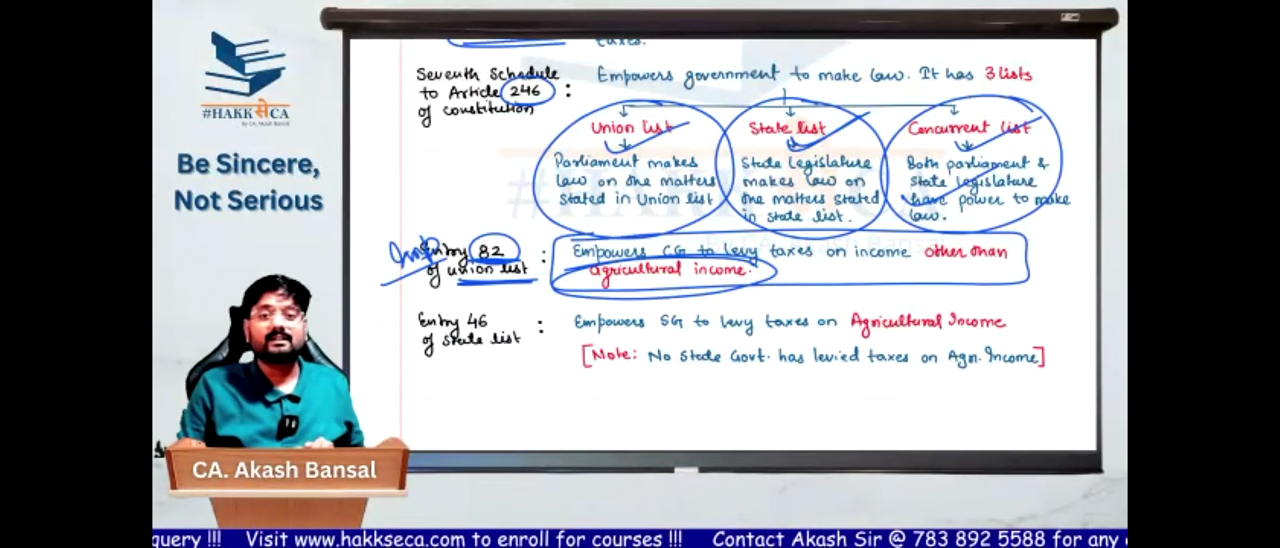 #HAKKसेCA
By CA. Akash Bansal
Be Sincere,
Not Serious
taxes.
Seventh Schedule
to Article 246 :
of constitution
Empowers government to make law. It has 3 lists
Union list
Parliament makes
law on the matters
stated in Union list
State list
State Legislature
makes law on
the matters stated
in state list.
Concurrent list
Both parliament &
state legislature
have power to make
law.
Imp
Entry 82 :
of union list
Empowers CG to levy taxes on income other than
agricultural income.
Entry 46 :
of state list
Empowers SG to levy taxes on Agricultural Income
[Note: No State Govt. has levied taxes on Agri. Income]
CA. Akash Bansal
query !!! Visit www.hakkseca.com to enroll for courses !!! Contact Akash Sir @ 783 892 5588 for any